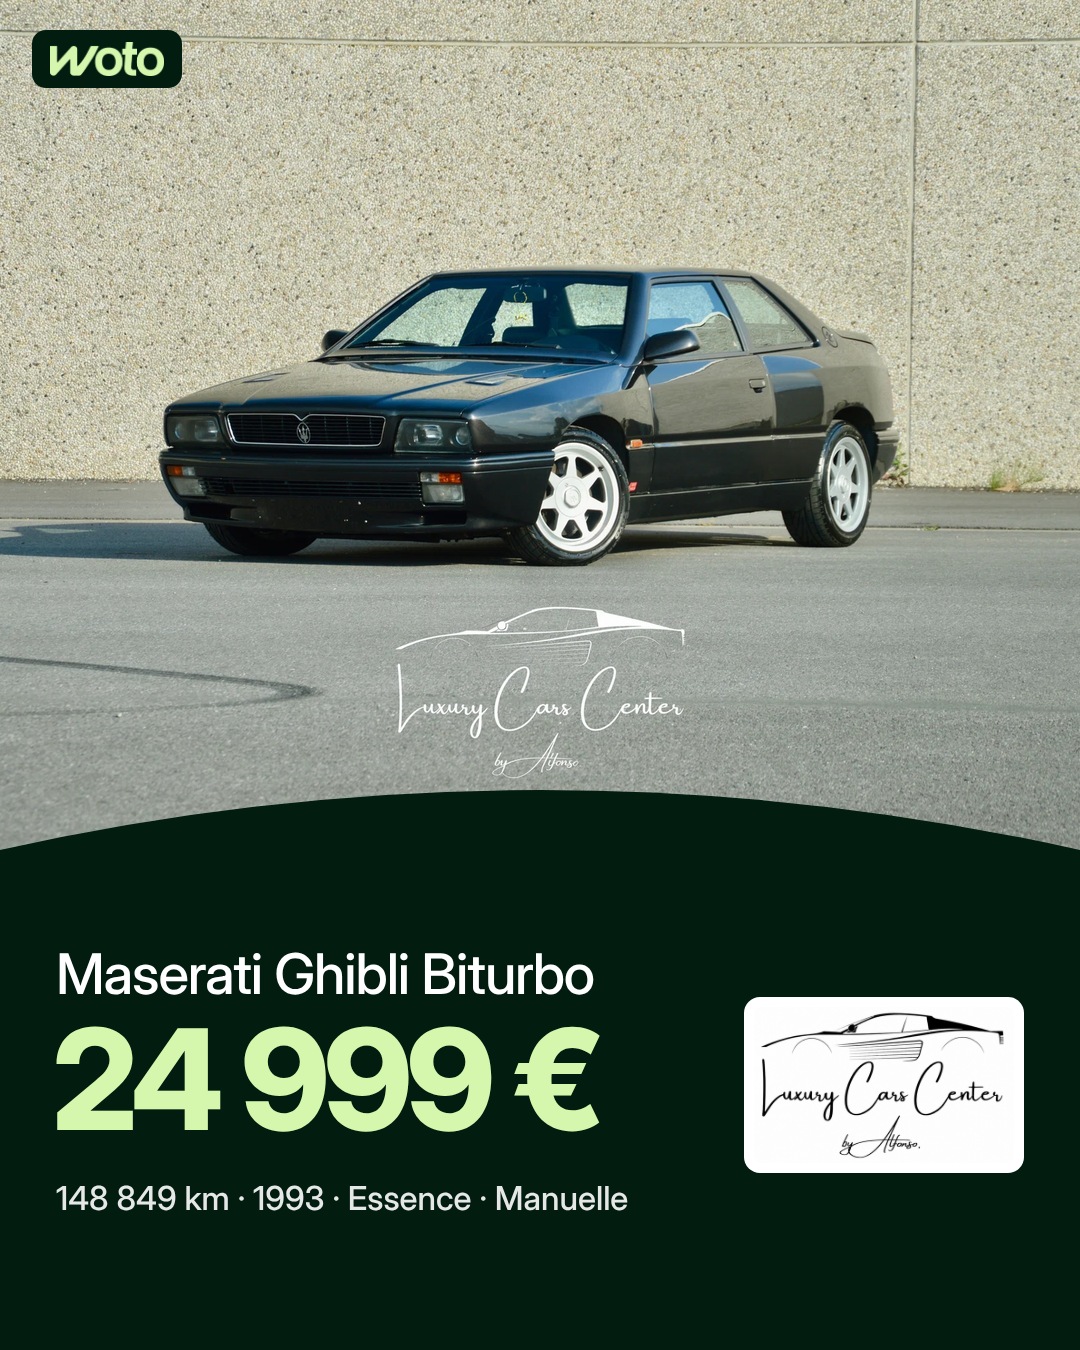 woto
Luxury Cars Center
by Alfonso
Maserati Ghibli Biturbo
24 999 €
148 849 km · 1993 · Essence · Manuelle
Luxury Cars Center
by Alfonso.